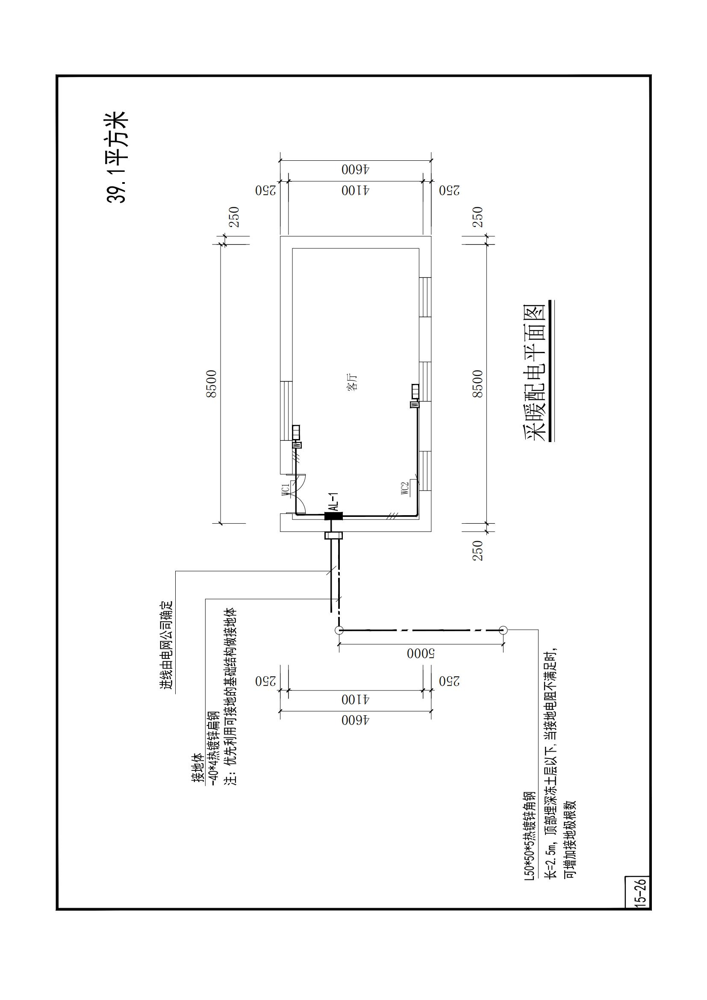 39.1平方米
8500
250
进线由电网公司确定
接地体
-40*4热镀锌扁钢
注：优先利用可接地的基础结构做接地体
250
4100
4600
250
WC1
W
AL-1
客厅
WC2
W
250
4100
4600
250
5000
250
8500
250
采暖配电平面图
L50*50*5热镀锌角钢
长=2.5m，顶部埋深冻土层以下，当接地电阻不满足时，
可增加接地极根数
15-26